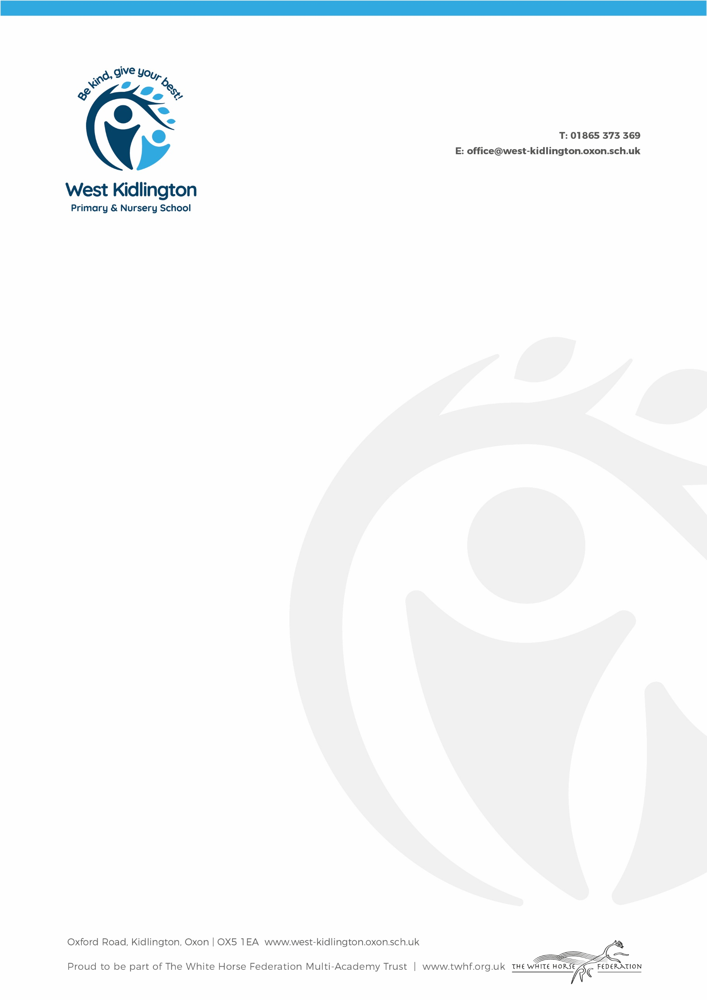 Be kind, give your best!
West Kidlington
Primary & Nursery School
T: 01865 373 369
E: office@west-kidlington.oxon.sch.uk
Oxford Road, Kidlington, Oxon | OX5 1EA www.west-kidlington.oxon.sch.uk
Proud to be part of The White Horse Federation Multi-Academy Trust | www.twhf.org.uk
THE WHITE HORSE FEDERATION